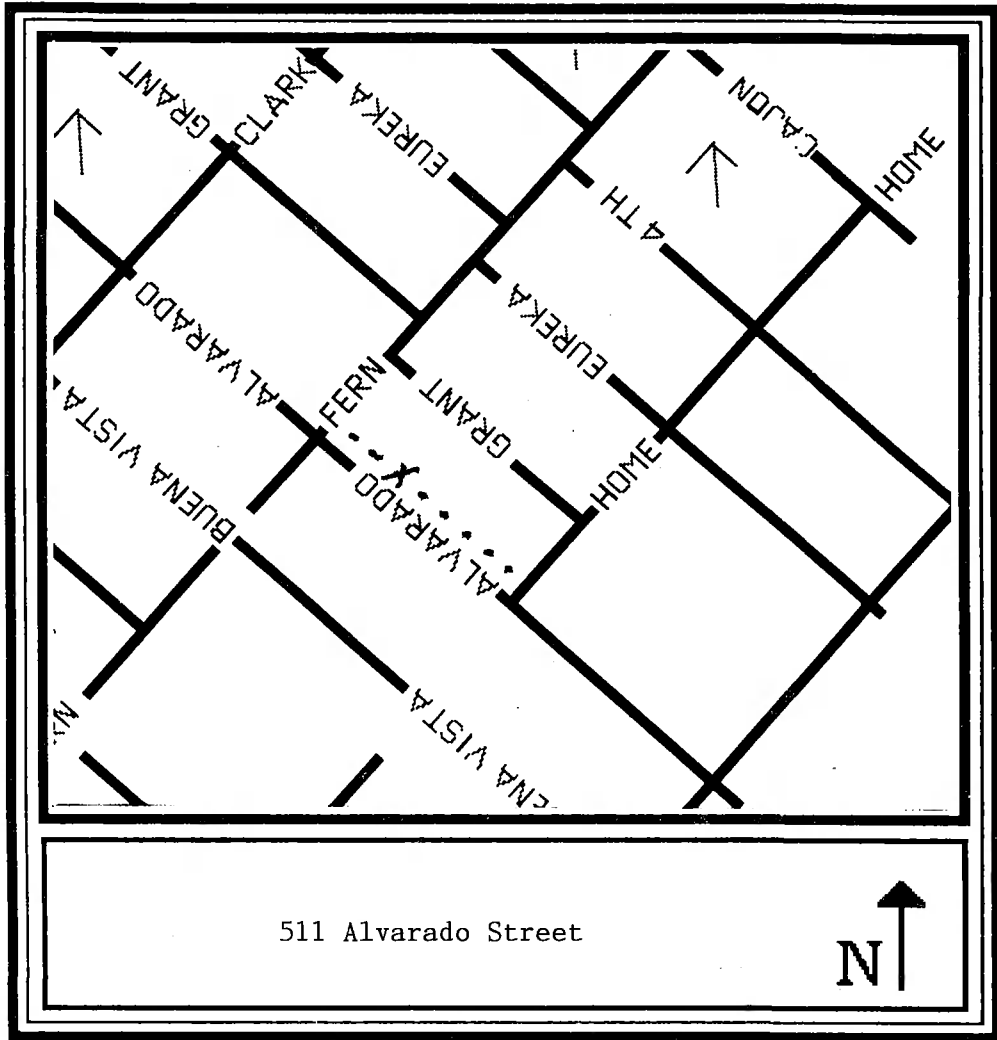 GRANT
CLARK
EUREKA
CAJON
HOME
4TH
ALVARADO
EUREKA
FERN
GRANT
BUENA VISTA
HOME
ALVARADO
X
BUENA VISTA
511 Alvarado Street
N